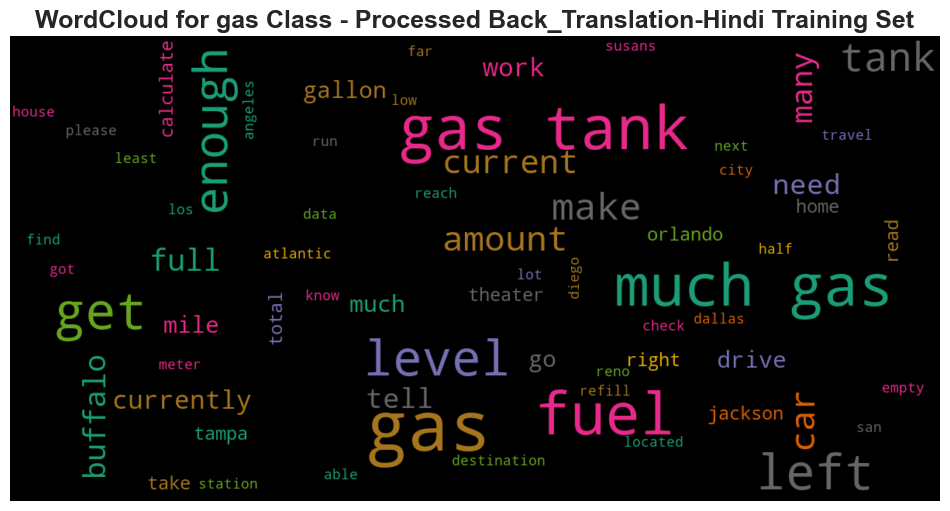 WordCloud for gas Class - Processed Back_Translation-Hindi Training Set
far
susans
work
tank
calculate
enough
many
gallon
low
angeles
house
gas tank
please
travel
run
next
least
current
city
need
reach
make
home
los
data
orlando
read
find
amount
half
atlantic
full
got
lot
diego
much gas
know
theater
total
much
get
mile
dallas
check
level
go
right
drive
meter
reno
buffalo
refill
empty
currently
tell
gas
fuel
jackson
car
tampa
san
located
destination
left
able
take
station